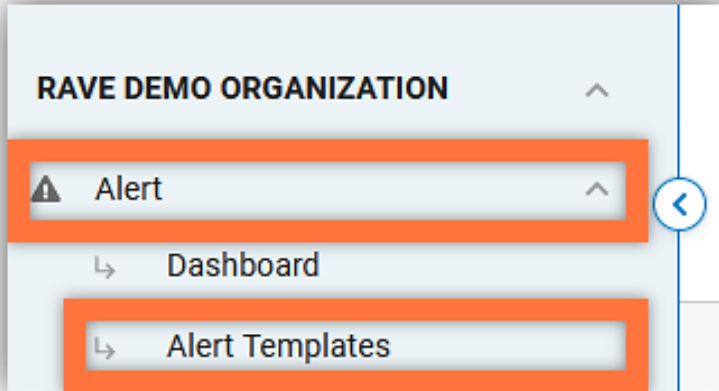 RAVE DEMO ORGANIZATION
Alert
Dashboard
Alert Templates